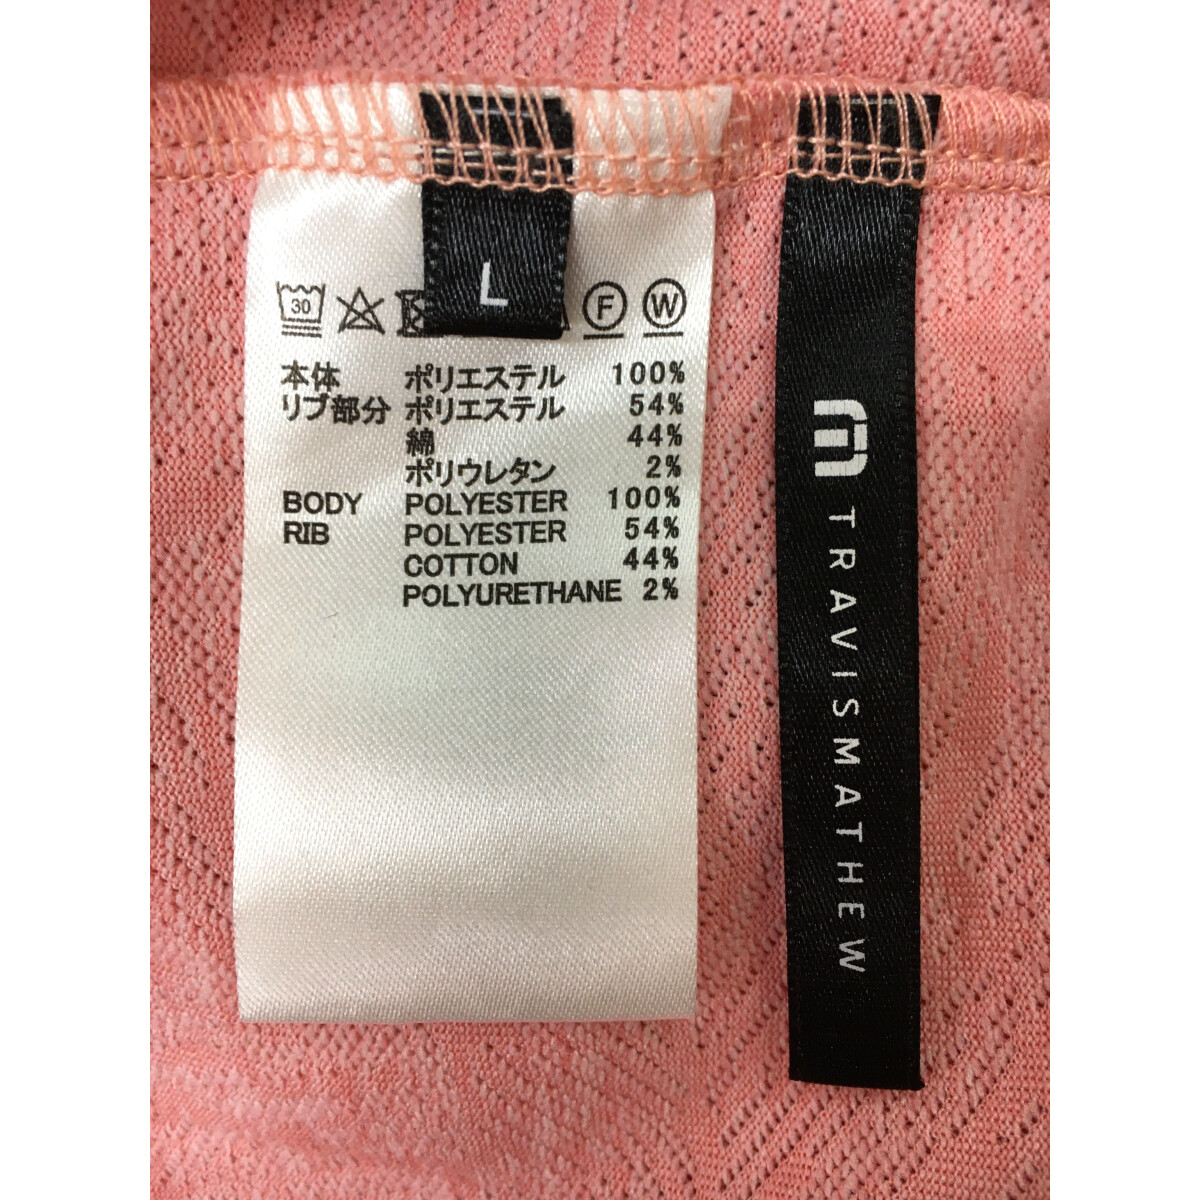 L
30 F W
本体 ポリエステル 100%
リブ部分 ポリエステル 54%
綿 44%
ポリウレタン 2%
BODY POLYESTER 100%
RIB POLYESTER 54%
COTTON 44%
POLYURETHANE 2%
TRAVISMATHEW